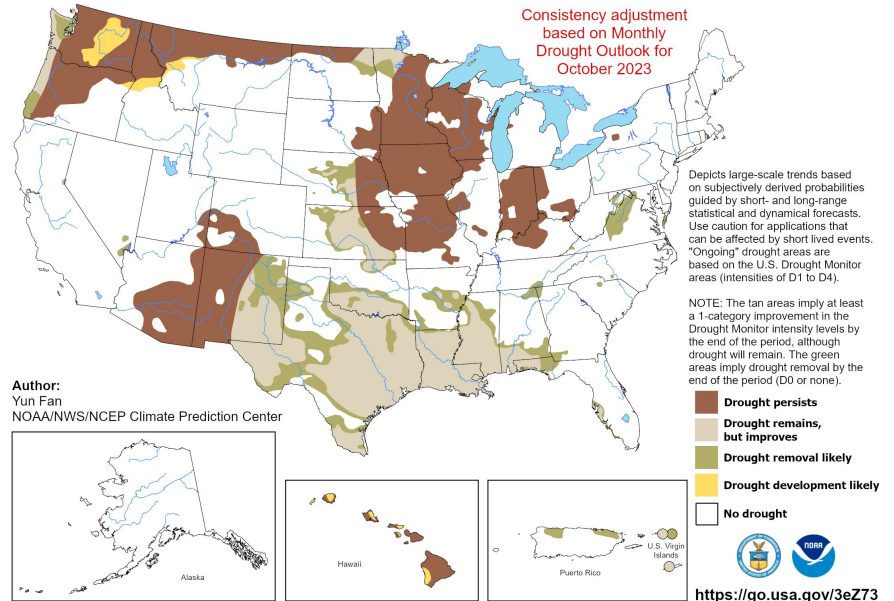 Consistency adjustment
based on Monthly
Drought Outlook for
October 2023
Depicts large-scale trends based
on subjectively derived probabilities
guided by short- and long-range
statistical and dynamical forecasts.
Use caution for applications that
can be affected by short lived events.
"Ongoing" drought areas are
based on the U.S. Drought Monitor
areas (intensities of D1 to D4).
NOTE: The tan areas imply at least
a 1-category improvement in the
Drought Monitor intensity levels by
the end of the period, although
drought will remain. The green
areas imply drought removal by the
end of the period (D0 or none).
Author:
Yun Fan
NOAA/NWS/NCEP Climate Prediction Center
Drought persists
Drought remains,
but improves
Drought removal likely
Drought development likely
No drought
Alaska
Hawaii
Puerto Rico
U.S. Virgin
Islands
NOAA
https://go.usa.gov/3eZ73